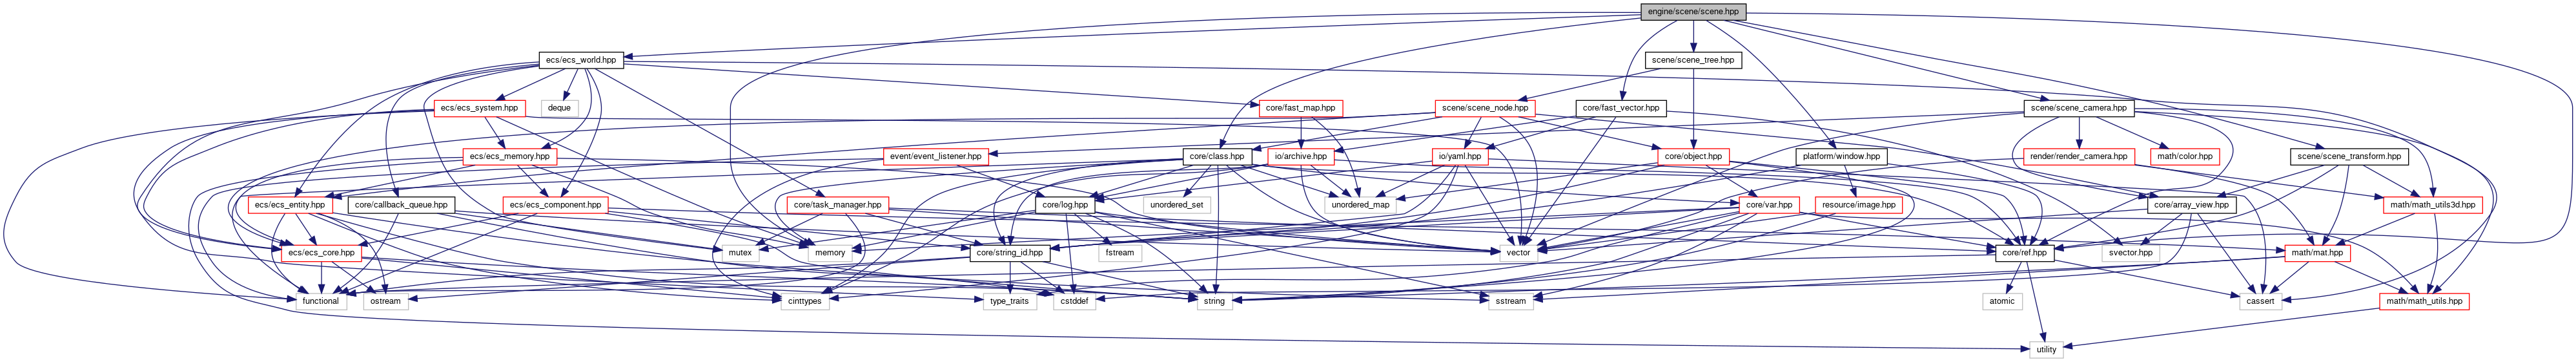 engine/scene/scene.hpp
ecs/ecs_world.hpp
scene/scene_tree.hpp
ecs/ecs_system.hpp
deque
core/fast_map.hpp
scene/scene_node.hpp
core/fast_vector.hpp
scene/scene_camera.hpp
ecs/ecs_memory.hpp
event/event_listener.hpp
core/class.hpp
io/archive.hpp
io/yaml.hpp
core/object.hpp
platform/window.hpp
render/render_camera.hpp
math/color.hpp
scene/scene_transform.hpp
ecs/ecs_entity.hpp
core/callback_queue.hpp
ecs/ecs_component.hpp
core/task_manager.hpp
core/log.hpp
unordered_set
unordered_map
core/var.hpp
resource/image.hpp
core/array_view.hpp
math/math_utils3d.hpp
ecs/ecs_core.hpp
mutex
memory
core/string_id.hpp
fstream
vector
core/ref.hpp
svector.hpp
math/mat.hpp
functional
ostream
cinttypes
type_traits
cstddef
string
sstream
atomic
cassert
math/math_utils.hpp
utility